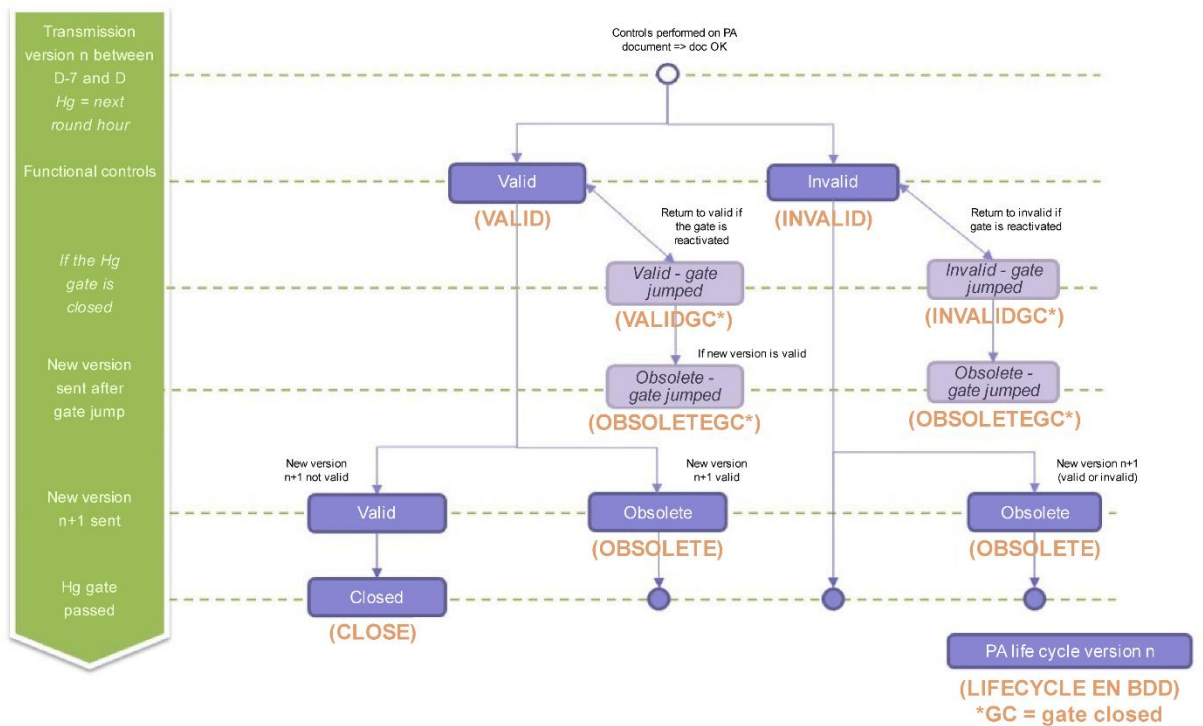 Transmission
version n between
D-7 and D
Hg = next
round hour
Controls performed on PA
document => doc OK
Functional controls
Valid
(VALID)
Invalid
(INVALID)
Return to valid if
the gate is
reactivated
Return to invalid if
gate is reactivated
If the Hg
gate is
closed
Valid - gate
jumped
(VALIDGC*)
Invalid - gate
jumped
(INVALIDGC*)
New version
sent after
gate jump
If new version is valid
Obsolete -
gate jumped
(OBSOLETEGC*)
Obsolete -
gate jumped
(OBSOLETEGC*)
New version
n+1 not valid
New version
n+1 valid
New version n+1
(valid or invalid)
New version
n+1 sent
Valid
Obsolete
(OBSOLETE)
Obsolete
(OBSOLETE)
Hg gate
passed
Closed
(CLOSE)
PA life cycle version n
(LIFECYCLE EN BDD)
*GC = gate closed